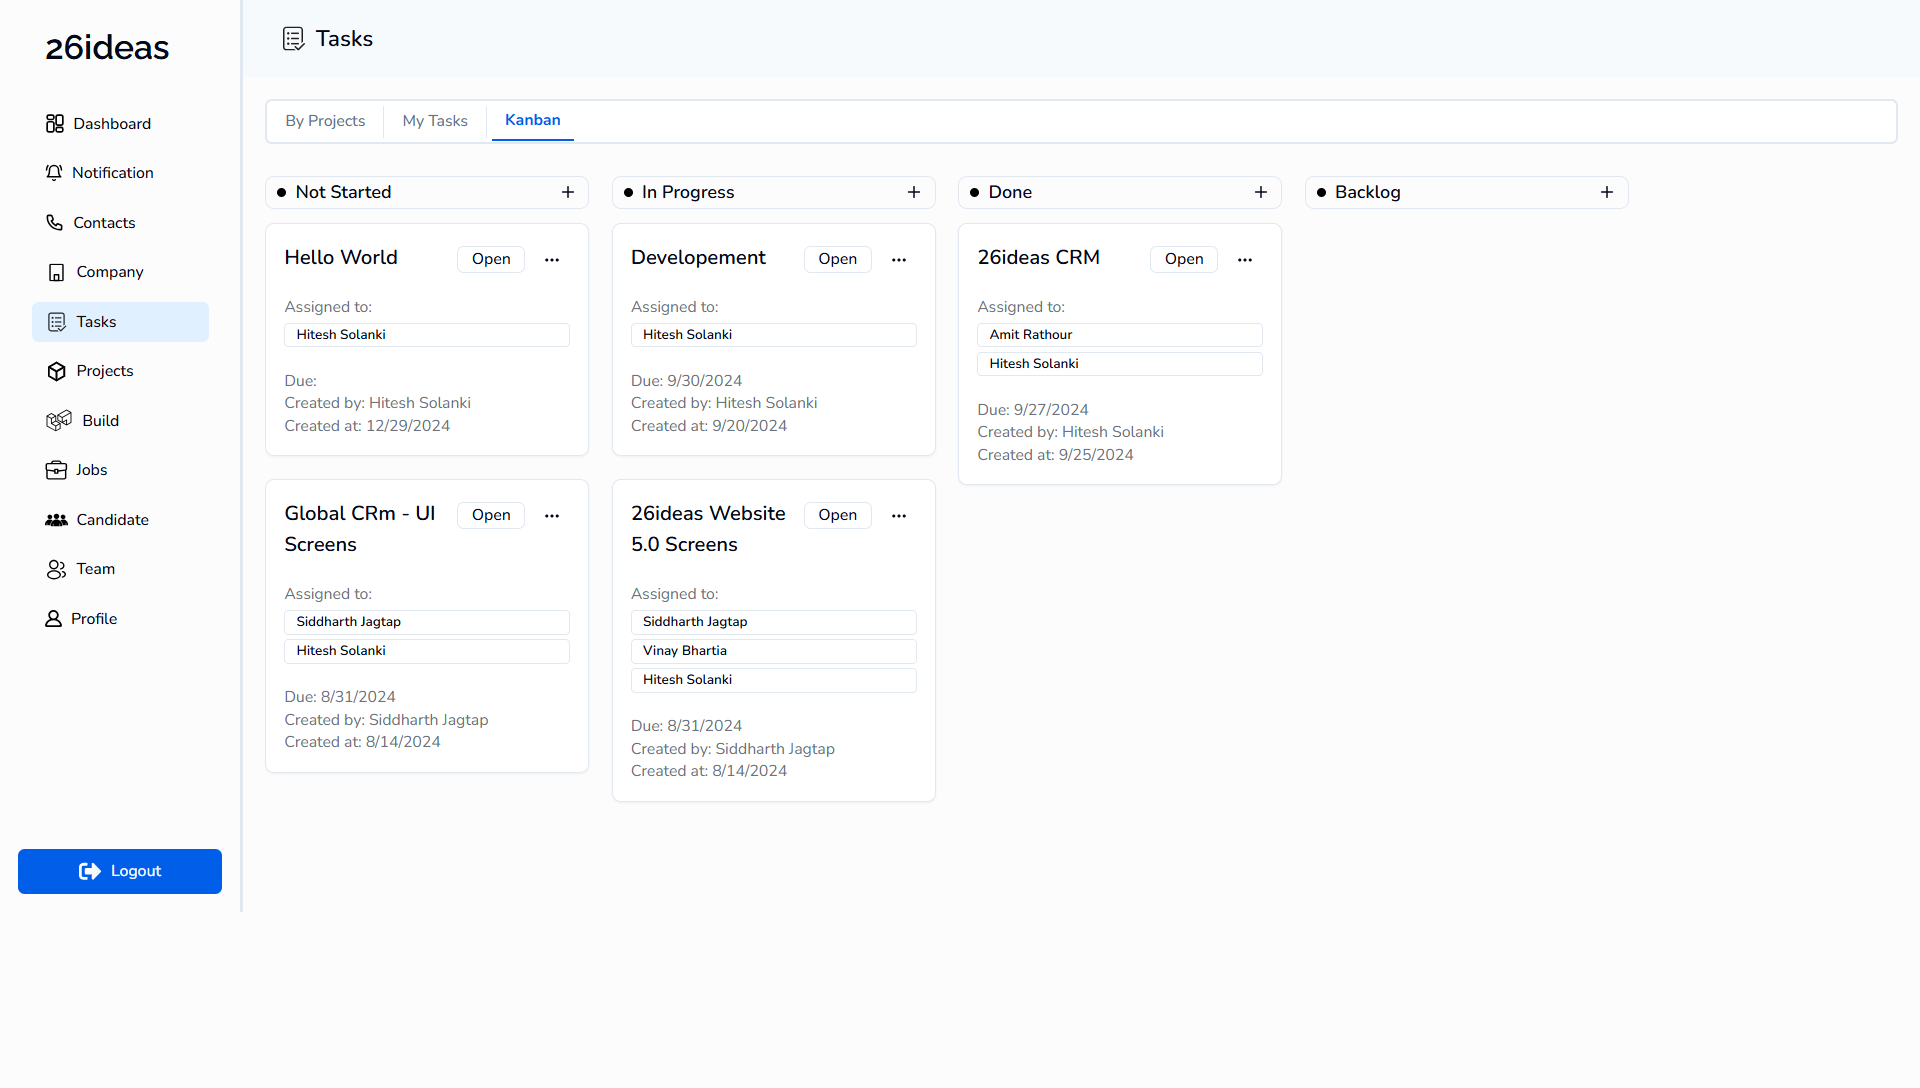 26ideas
Dashboard
Notification
Contacts
Company
Tasks
Projects
Build
Jobs
Candidate
Team
Profile
Logout
Tasks
By Projects
My Tasks
Kanban
Not Started
Hello World
Open
Assigned to:
Hitesh Solanki
Due:
Created by: Hitesh Solanki
Created at: 12/29/2024
Global CRm - UI
Screens
Open
Assigned to:
Siddharth Jagtap
Hitesh Solanki
Due: 8/31/2024
Created by: Siddharth Jagtap
Created at: 8/14/2024
In Progress
Developement
Open
Assigned to:
Hitesh Solanki
Due: 9/30/2024
Created by: Hitesh Solanki
Created at: 9/20/2024
26ideas Website
5.0 Screens
Open
Assigned to:
Siddharth Jagtap
Vinay Bhartia
Hitesh Solanki
Due: 8/31/2024
Created by: Siddharth Jagtap
Created at: 8/14/2024
Done
26ideas CRM
Open
Assigned to:
Amit Rathour
Hitesh Solanki
Due: 9/27/2024
Created by: Hitesh Solanki
Created at: 9/25/2024
Backlog